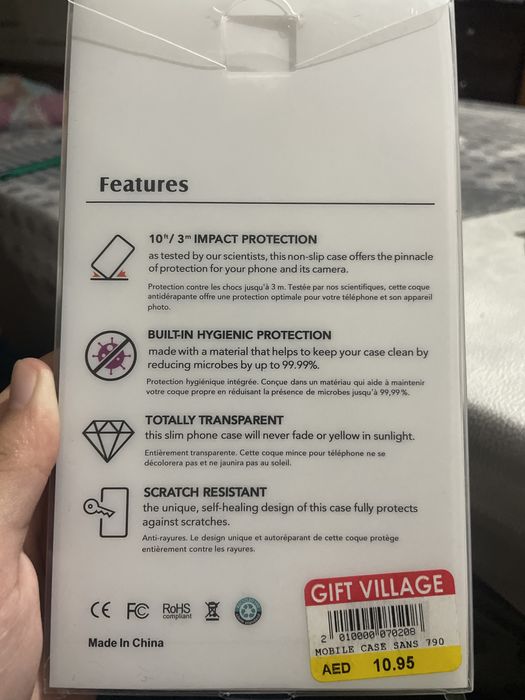 Features
10ft/ 3m IMPACT PROTECTION
as tested by our scientists, this non-slip case offers the pinnacle
of protection for your phone and its camera.
Protection contre les chocs jusqu'à 3 m. Testée par nos scientifiques, cette coque
antidérapante offre une protection optimale pour votre téléphone et son appareil
photo.
BUILT-IN HYGIENIC PROTECTION
made with a material that helps to keep your case clean by
reducing microbes by up to 99.99%.
Protection hygiénique intégrée. Conçue dans un matériau qui aide à maintenir
votre coque propre en réduisant la présence de microbes jusqu'à 99,99 %.
TOTALLY TRANSPARENT
this slim phone case will never fade or yellow in sunlight.
Entièrement transparente. Cette coque mince pour téléphone ne se
décolorera pas et ne jaunira pas au soleil.
SCRATCH RESISTANT
the unique, self-healing design of this case fully protects
against scratches.
Anti-rayures. Le design unique et autoréparant de cette coque protège
entièrement contre les rayures.
CE FC RoHS
compliant
Made In China
GIFT VILLAGE
2 010000 070208
MOBILE CASE SANS 790
AED 10.95